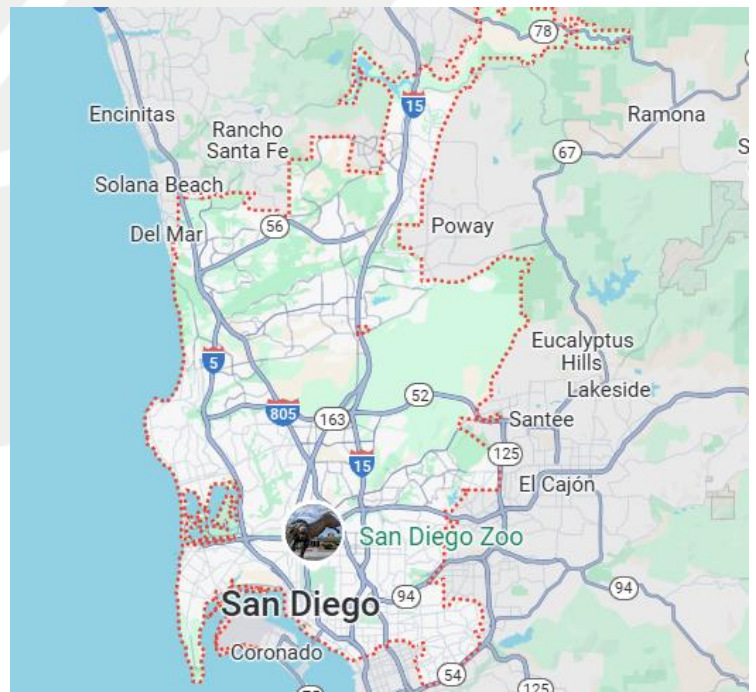 78
15
Encinitas
Ramona
Rancho
Santa Fe
67
Solana Beach
56
Del Mar
Poway
Eucalyptus
Hills
5
Lakeside
52
805
163
Santee
125
15
El Cajón
San Diego Zoo
94
94
San Diego
Coronado
54
125